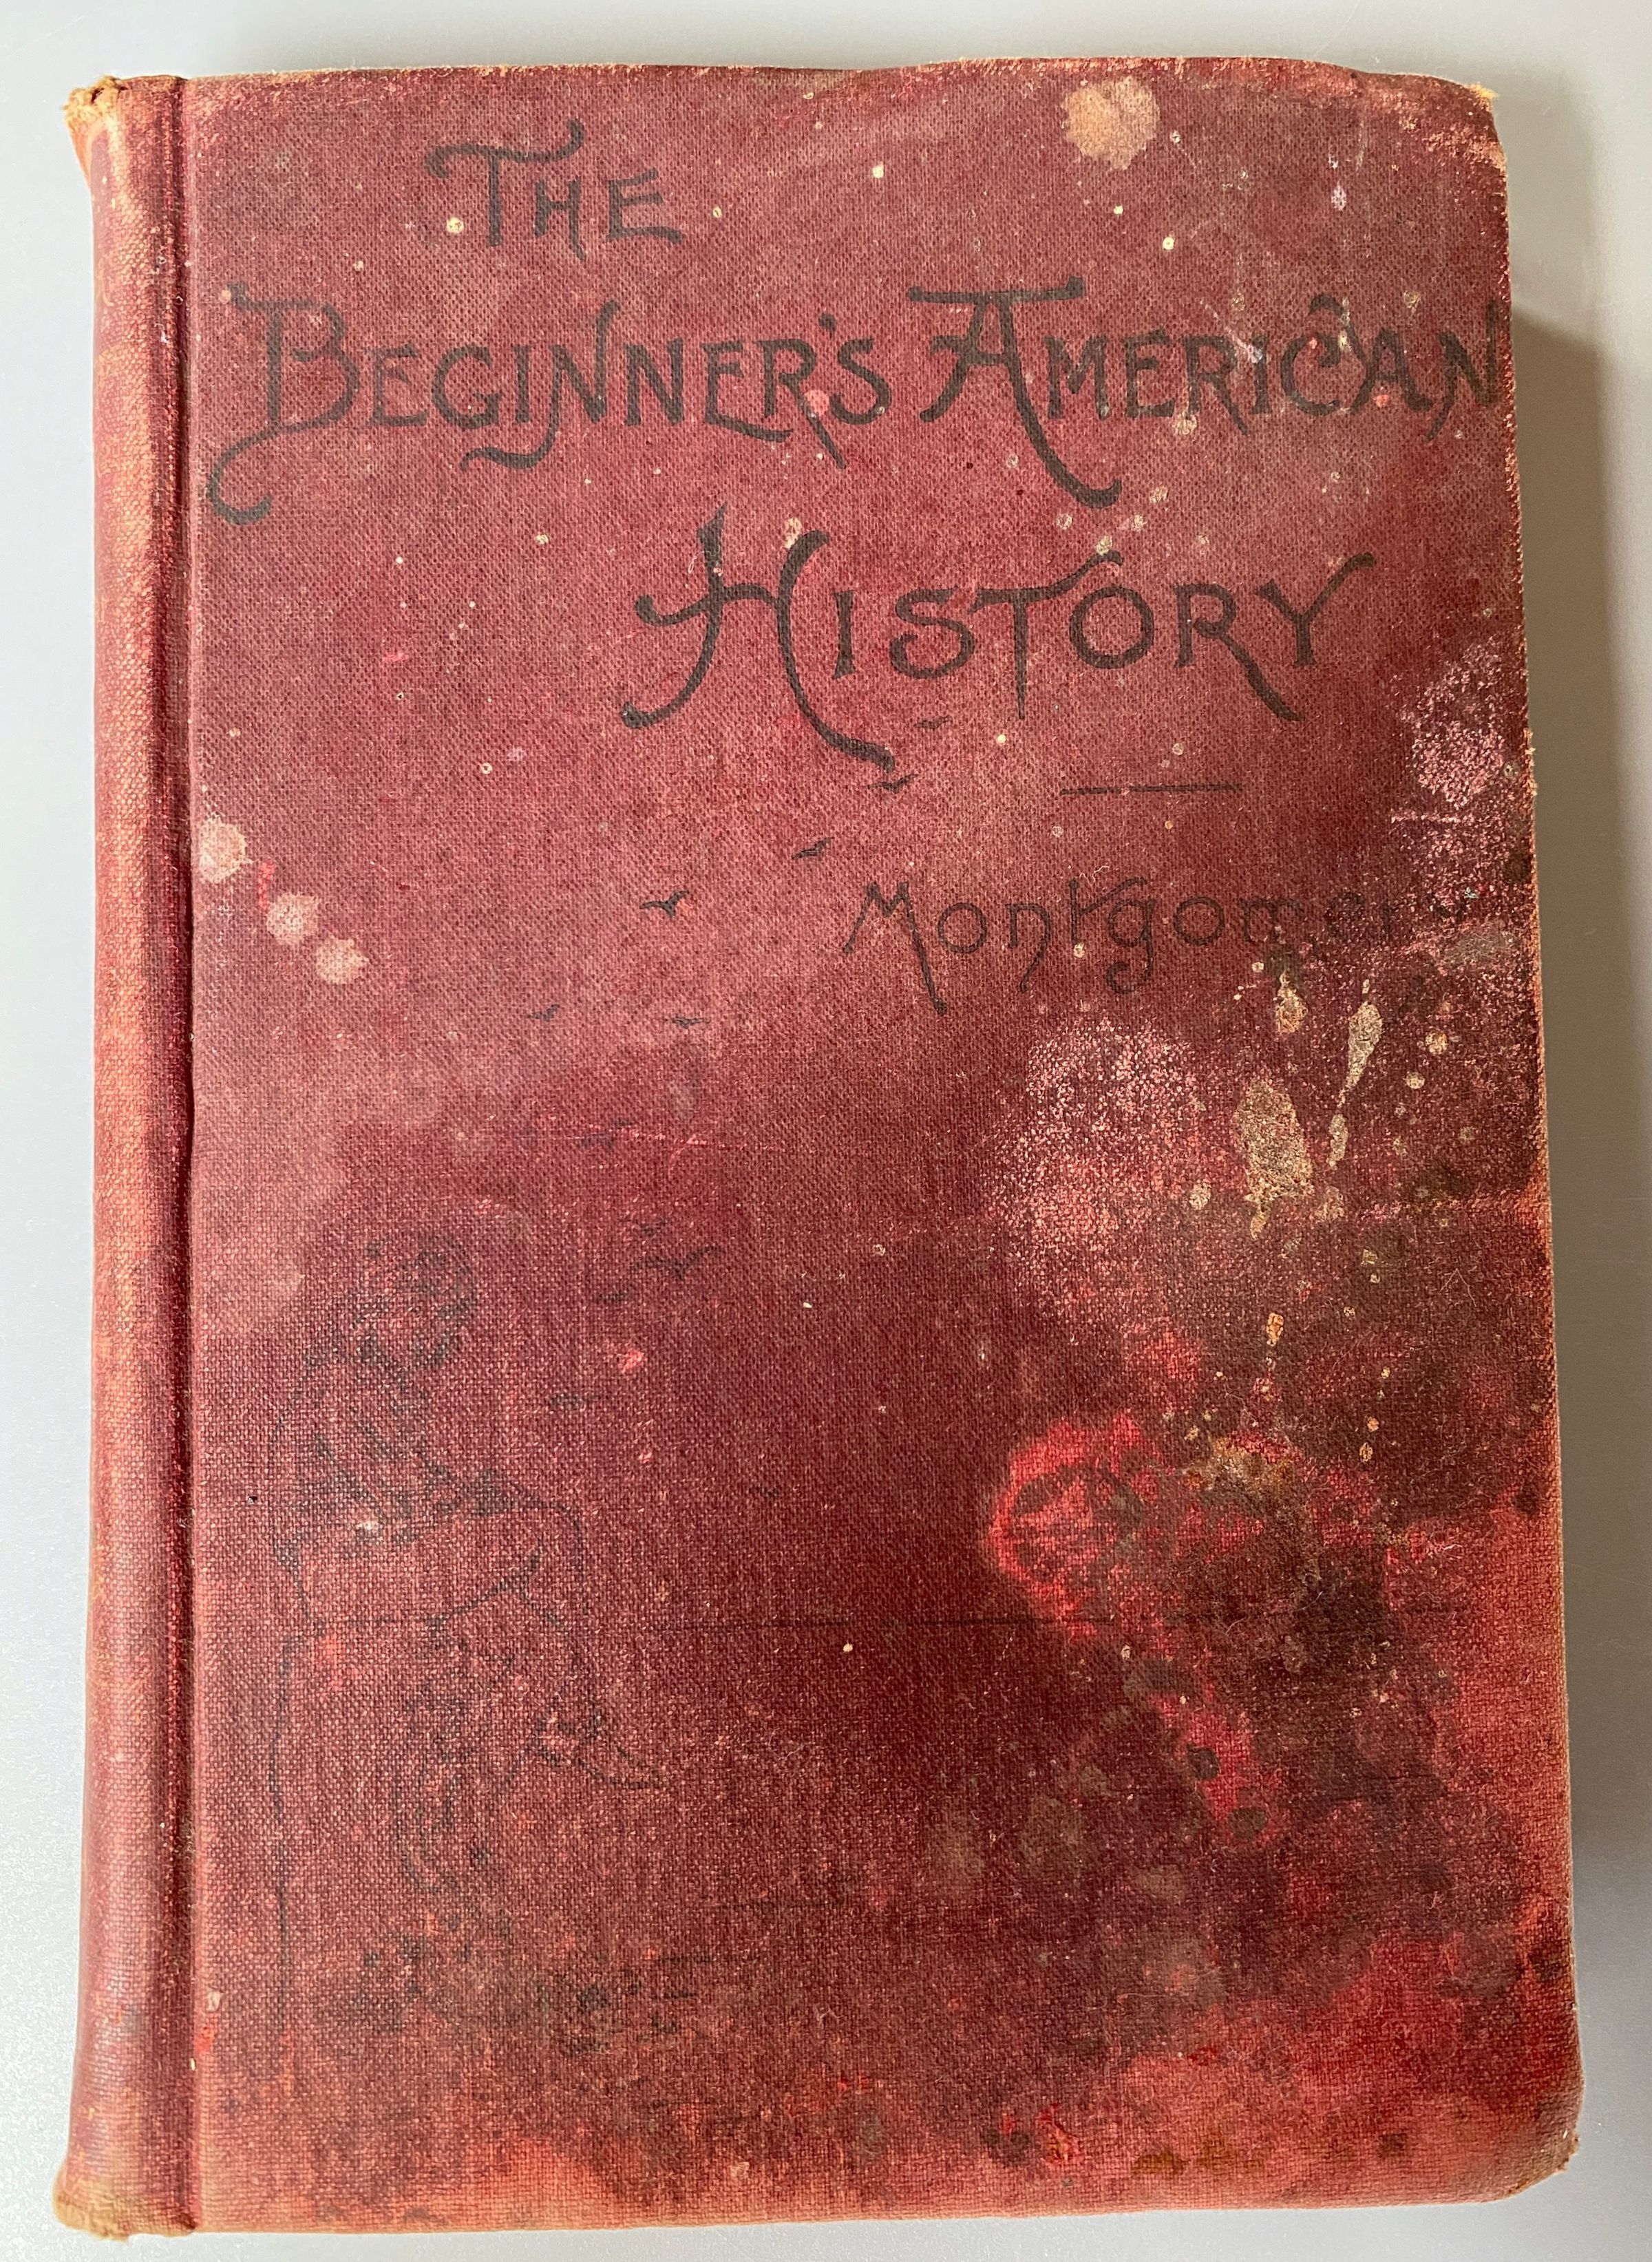 The
Beginner's American
History
Montgomery